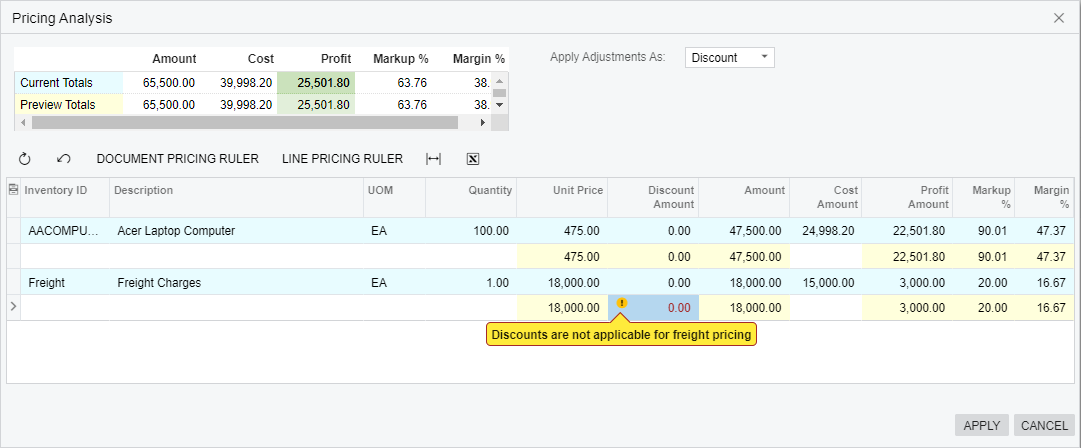 Pricing Analysis
Amount Cost Profit Markup % Margin %
Apply Adjustments As: Discount
Current Totals 65,500.00 39,998.20 25,501.80 63.76 38.
Preview Totals 65,500.00 39,998.20 25,501.80 63.76 38.
DOCUMENT PRICING RULER LINE PRICING RULER
Inventory ID Description UOM Quantity Unit Price Discount Amount Amount Cost Amount Profit Amount Markup % Margin %
AACOMPU... Acer Laptop Computer EA 100.00 475.00 0.00 47,500.00 24,998.20 22,501.80 90.01 47.37
475.00 0.00 47,500.00 22,501.80 90.01 47.37
Freight Freight Charges EA 1.00 18,000.00 0.00 18,000.00 15,000.00 3,000.00 20.00 16.67
18,000.00 0.00 18,000.00 3,000.00 20.00 16.67
Discounts are not applicable for freight pricing
APPLY CANCEL